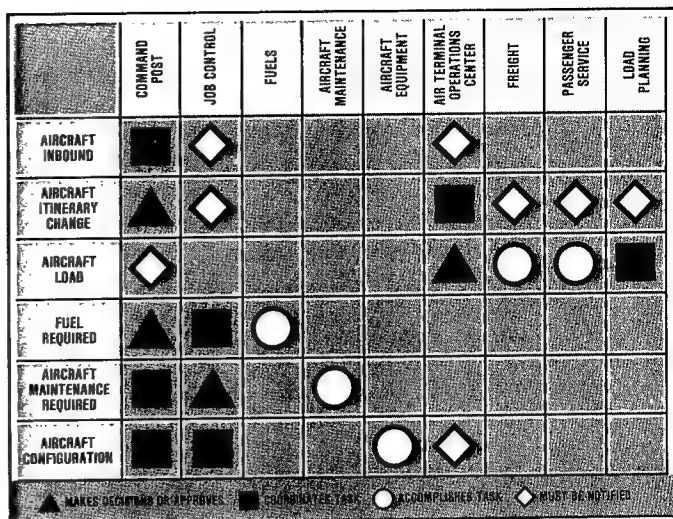 COMMAND
POST
JOB CONTROL
FUELS
AIRCRAFT
MAINTENANCE
AIRCRAFT
EQUIPMENT
AIR TERMINAL
OPERATIONS
CENTER
FREIGHT
PASSENGER
SERVICE
LOAD
PLANNING
AIRCRAFT
INBOUND
AIRCRAFT
ITINERARY
CHANGE
AIRCRAFT
LOAD
FUEL
REQUIRED
AIRCRAFT
MAINTENANCE
REQUIRED
AIRCRAFT
CONFIGURATION
MAKES DECISIONS OR APPROVES COORDINATES TASK ACCOMPLISHES TASK MUST BE NOTIFIED